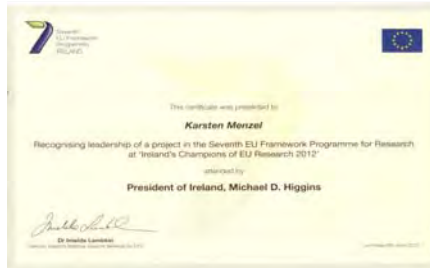 Seventh
EU Framework
Programme
IRELAND
This certificate was presented to
Karsten Menzel
Recognising leadership of a project in the Seventh EU Framework Programme for Research
at 'Ireland's Champions of EU Research 2012'
attended by
President of Ireland, Michael D. Higgins
Dr Imelda Lambkin